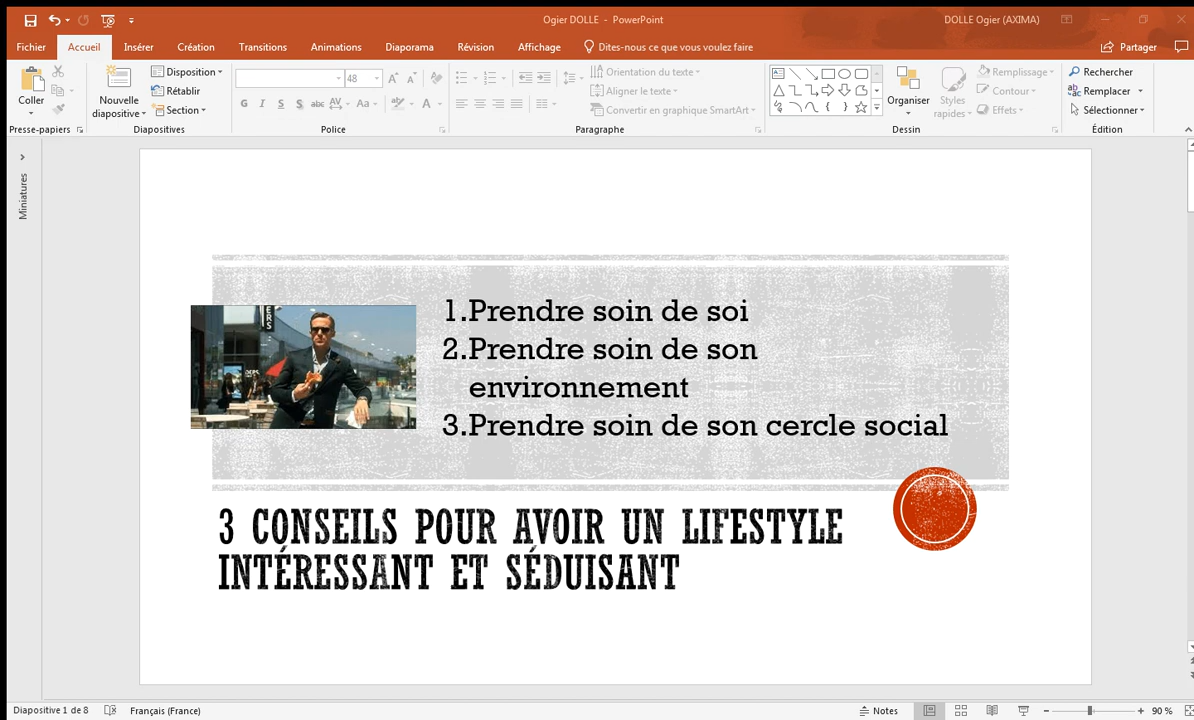 Ogier DOLLE - PowerPoint
DOLLE Ogier (AXIMA)
Fichier
Accueil
Insérer
Création
Transitions
Animations
Diaporama
Révision
Affichage
Dites-nous ce que vous voulez faire
Partager
Coller
Presse-papiers
Nouvelle
diapositive
Disposition
Rétablir
Section
Diapositives
48
G I S S abc AV Aa A
Police
Orientation du texte
Aligner le texte
Convertir en graphique SmartArt
Paragraphe
Organiser
Styles
rapides
Remplissage
Contour
Effets
Dessin
Rechercher
Remplacer
Sélectionner
Édition
Miniatures
1.Prendre soin de soi
2.Prendre soin de son
environnement
3.Prendre soin de son cercle social
3 CONSEILS POUR AVOIR UN LIFESTYLE
INTÉRESSANT ET SÉDUISANT
Diapositive 1 de 8
Français (France)
Notes
90 %